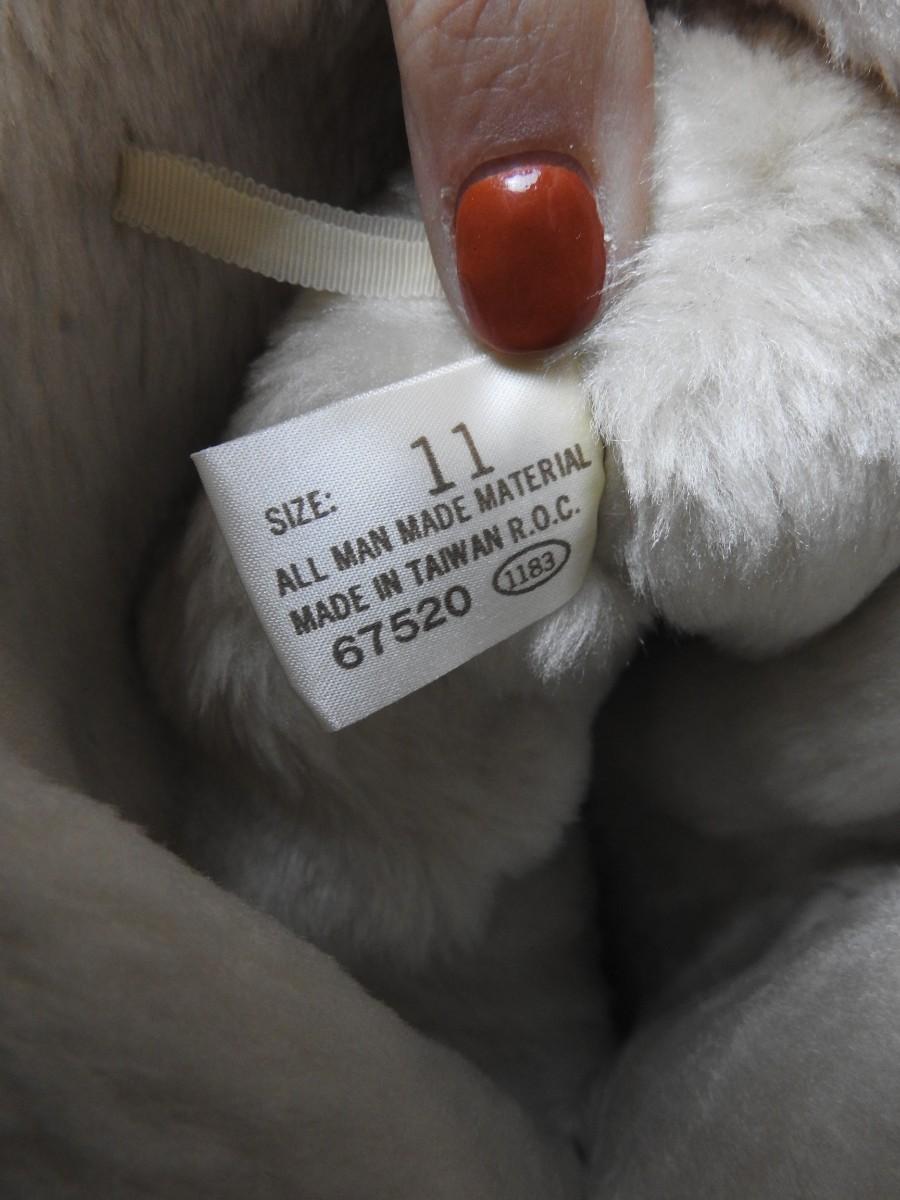 SIZE: 11
ALL MAN MADE MATERIAL
MADE IN TAIWAN R.O.C.
67520 1183